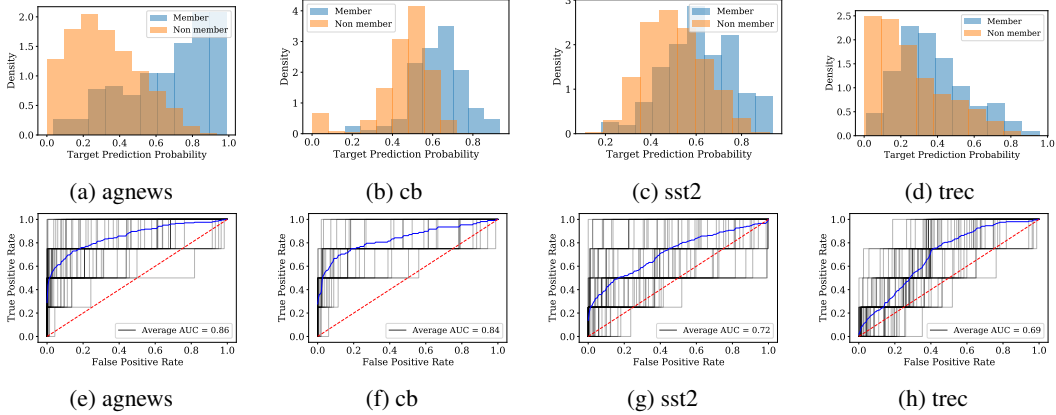 Member
Non member
2.0
1.5
1.0
0.5
0.0
Density
0.0 0.2 0.4 0.6 0.8 1.0
Target Prediction Probability
(a) agnews
Member
Non member
4
3
2
1
0
Density
0.0 0.2 0.4 0.6 0.8
Target Prediction Probability
(b) cb
Member
Non member
3
2
1
0
Density
0.2 0.4 0.6 0.8
Target Prediction Probability
(c) sst2
Member
Non member
2.5
2.0
1.5
1.0
0.5
0.0
Density
0.0 0.2 0.4 0.6 0.8 1.0
Target Prediction Probability
(d) trec
1.0
0.8
0.6
0.4
0.2
0.0
True Positive Rate
Average AUC = 0.86
0.0 0.2 0.4 0.6 0.8 1.0
False Positive Rate
(e) agnews
1.0
0.8
0.6
0.4
0.2
0.0
True Positive Rate
Average AUC = 0.84
0.0 0.2 0.4 0.6 0.8 1.0
False Positive Rate
(f) cb
1.0
0.8
0.6
0.4
0.2
0.0
True Positive Rate
Average AUC = 0.72
0.0 0.2 0.4 0.6 0.8 1.0
False Positive Rate
(g) sst2
1.0
0.8
0.6
0.4
0.2
0.0
True Positive Rate
Average AUC = 0.69
0.0 0.2 0.4 0.6 0.8 1.0
False Positive Rate
(h) trec